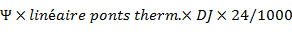 Ψ × linéaire ponts therm.× DJ × 24/1000